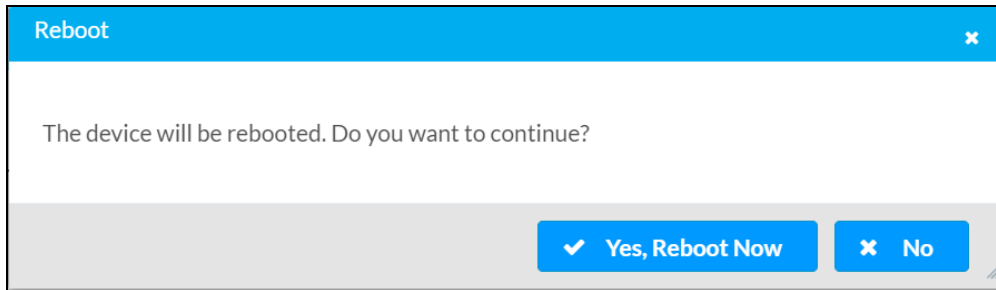 Reboot
The device will be rebooted. Do you want to continue?
Yes, Reboot Now
No